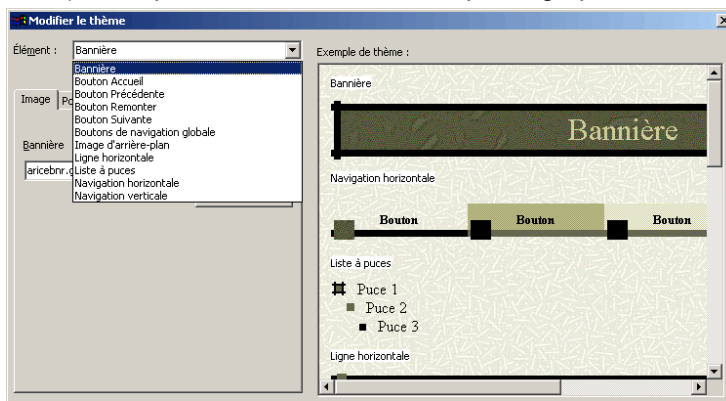 Modifier le thème
Élément :
Bannière
Exemple de thème :
Bannière
Bouton Accueil
Bouton Précédente
Bouton Remonter
Bouton Suivante
Boutons de navigation globale
Image d'arrière-plan
Ligne horizontale
Liste à puces
Navigation horizontale
Navigation verticale
Image
Bannière
aricebnr.g
Bannière
Bannière
Navigation horizontale
Bouton Bouton Bouton
Liste à puces
Puce 1
Puce 2
Puce 3
Ligne horizontale